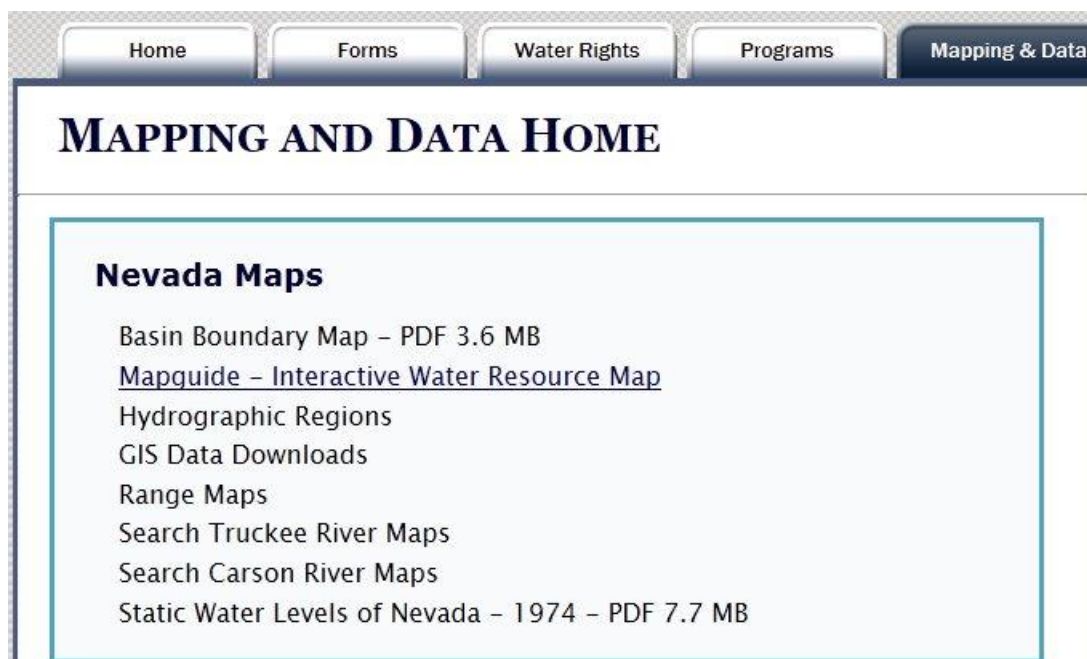 Home Forms Water Rights Programs Mapping & Data
MAPPING AND DATA HOME
Nevada Maps
Basin Boundary Map – PDF 3.6 MB
Mapguide – Interactive Water Resource Map
Hydrographic Regions
GIS Data Downloads
Range Maps
Search Truckee River Maps
Search Carson River Maps
Static Water Levels of Nevada – 1974 – PDF 7.7 MB